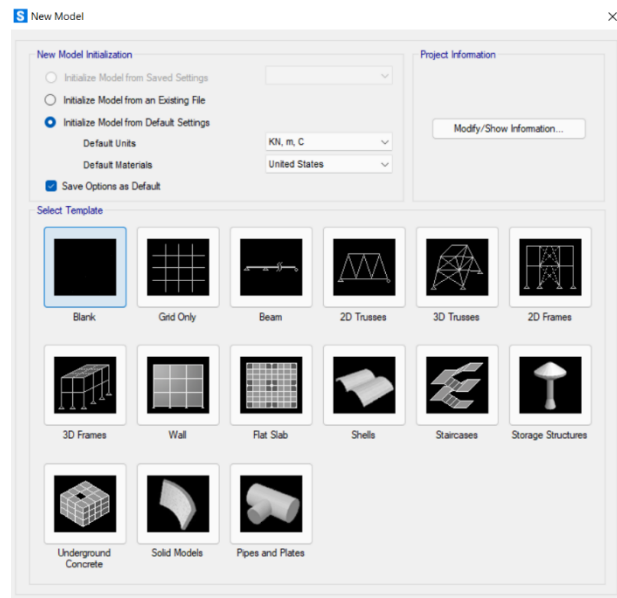 S New Model
New Model Initialization
Initialize Model from Saved Settings
Initialize Model from an Existing File
Initialize Model from Default Settings
Default Units KN, m, C
Default Materials United States
Save Options as Default
Project Information
Modify/Show Information...
Select Template
Blank Grid Only Beam 2D Trusses 3D Trusses 2D Frames
3D Frames Wall Flat Slab Shells Staircases Storage Structures
Underground Solid Models Pipes and Plates
Concrete